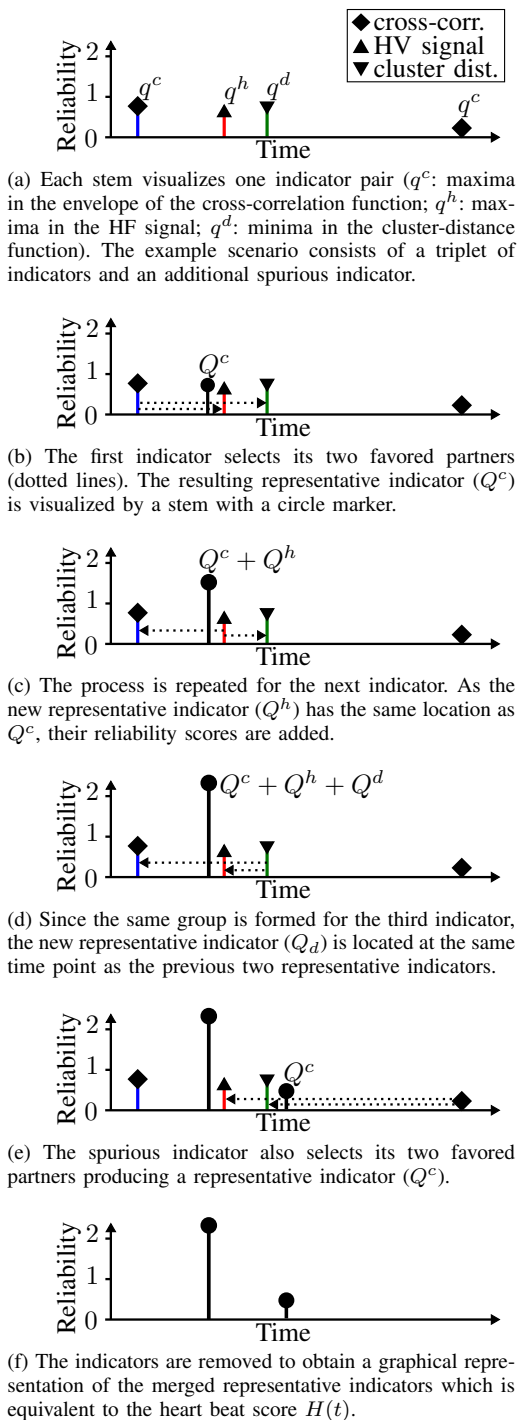 cross-corr.
HV signal
cluster dist.
Reliability
2
1
0
q^c
q^h
q^d
q^c
Time
(a) Each stem visualizes one indicator pair (q^c: maxima
in the envelope of the cross-correlation function; q^h: max-
ima in the HF signal; q^d: minima in the cluster-distance
function). The example scenario consists of a triplet of
indicators and an additional spurious indicator.
Reliability
2
1
0
Q^c
Time
(b) The first indicator selects its two favored partners
(dotted lines). The resulting representative indicator (Q^c)
is visualized by a stem with a circle marker.
Reliability
2
1
0
Q^c + Q^h
Time
(c) The process is repeated for the next indicator. As the
new representative indicator (Q^h) has the same location as
Q^c, their reliability scores are added.
Reliability
2
1
0
Q^c + Q^h + Q^d
Time
(d) Since the same group is formed for the third indicator,
the new representative indicator (Q_d) is located at the same
time point as the previous two representative indicators.
Reliability
2
1
0
Q^c
Time
(e) The spurious indicator also selects its two favored
partners producing a representative indicator (Q^c).
Reliability
2
1
0
Time
(f) The indicators are removed to obtain a graphical repre-
sentation of the merged representative indicators which is
equivalent to the heart beat score H(t).